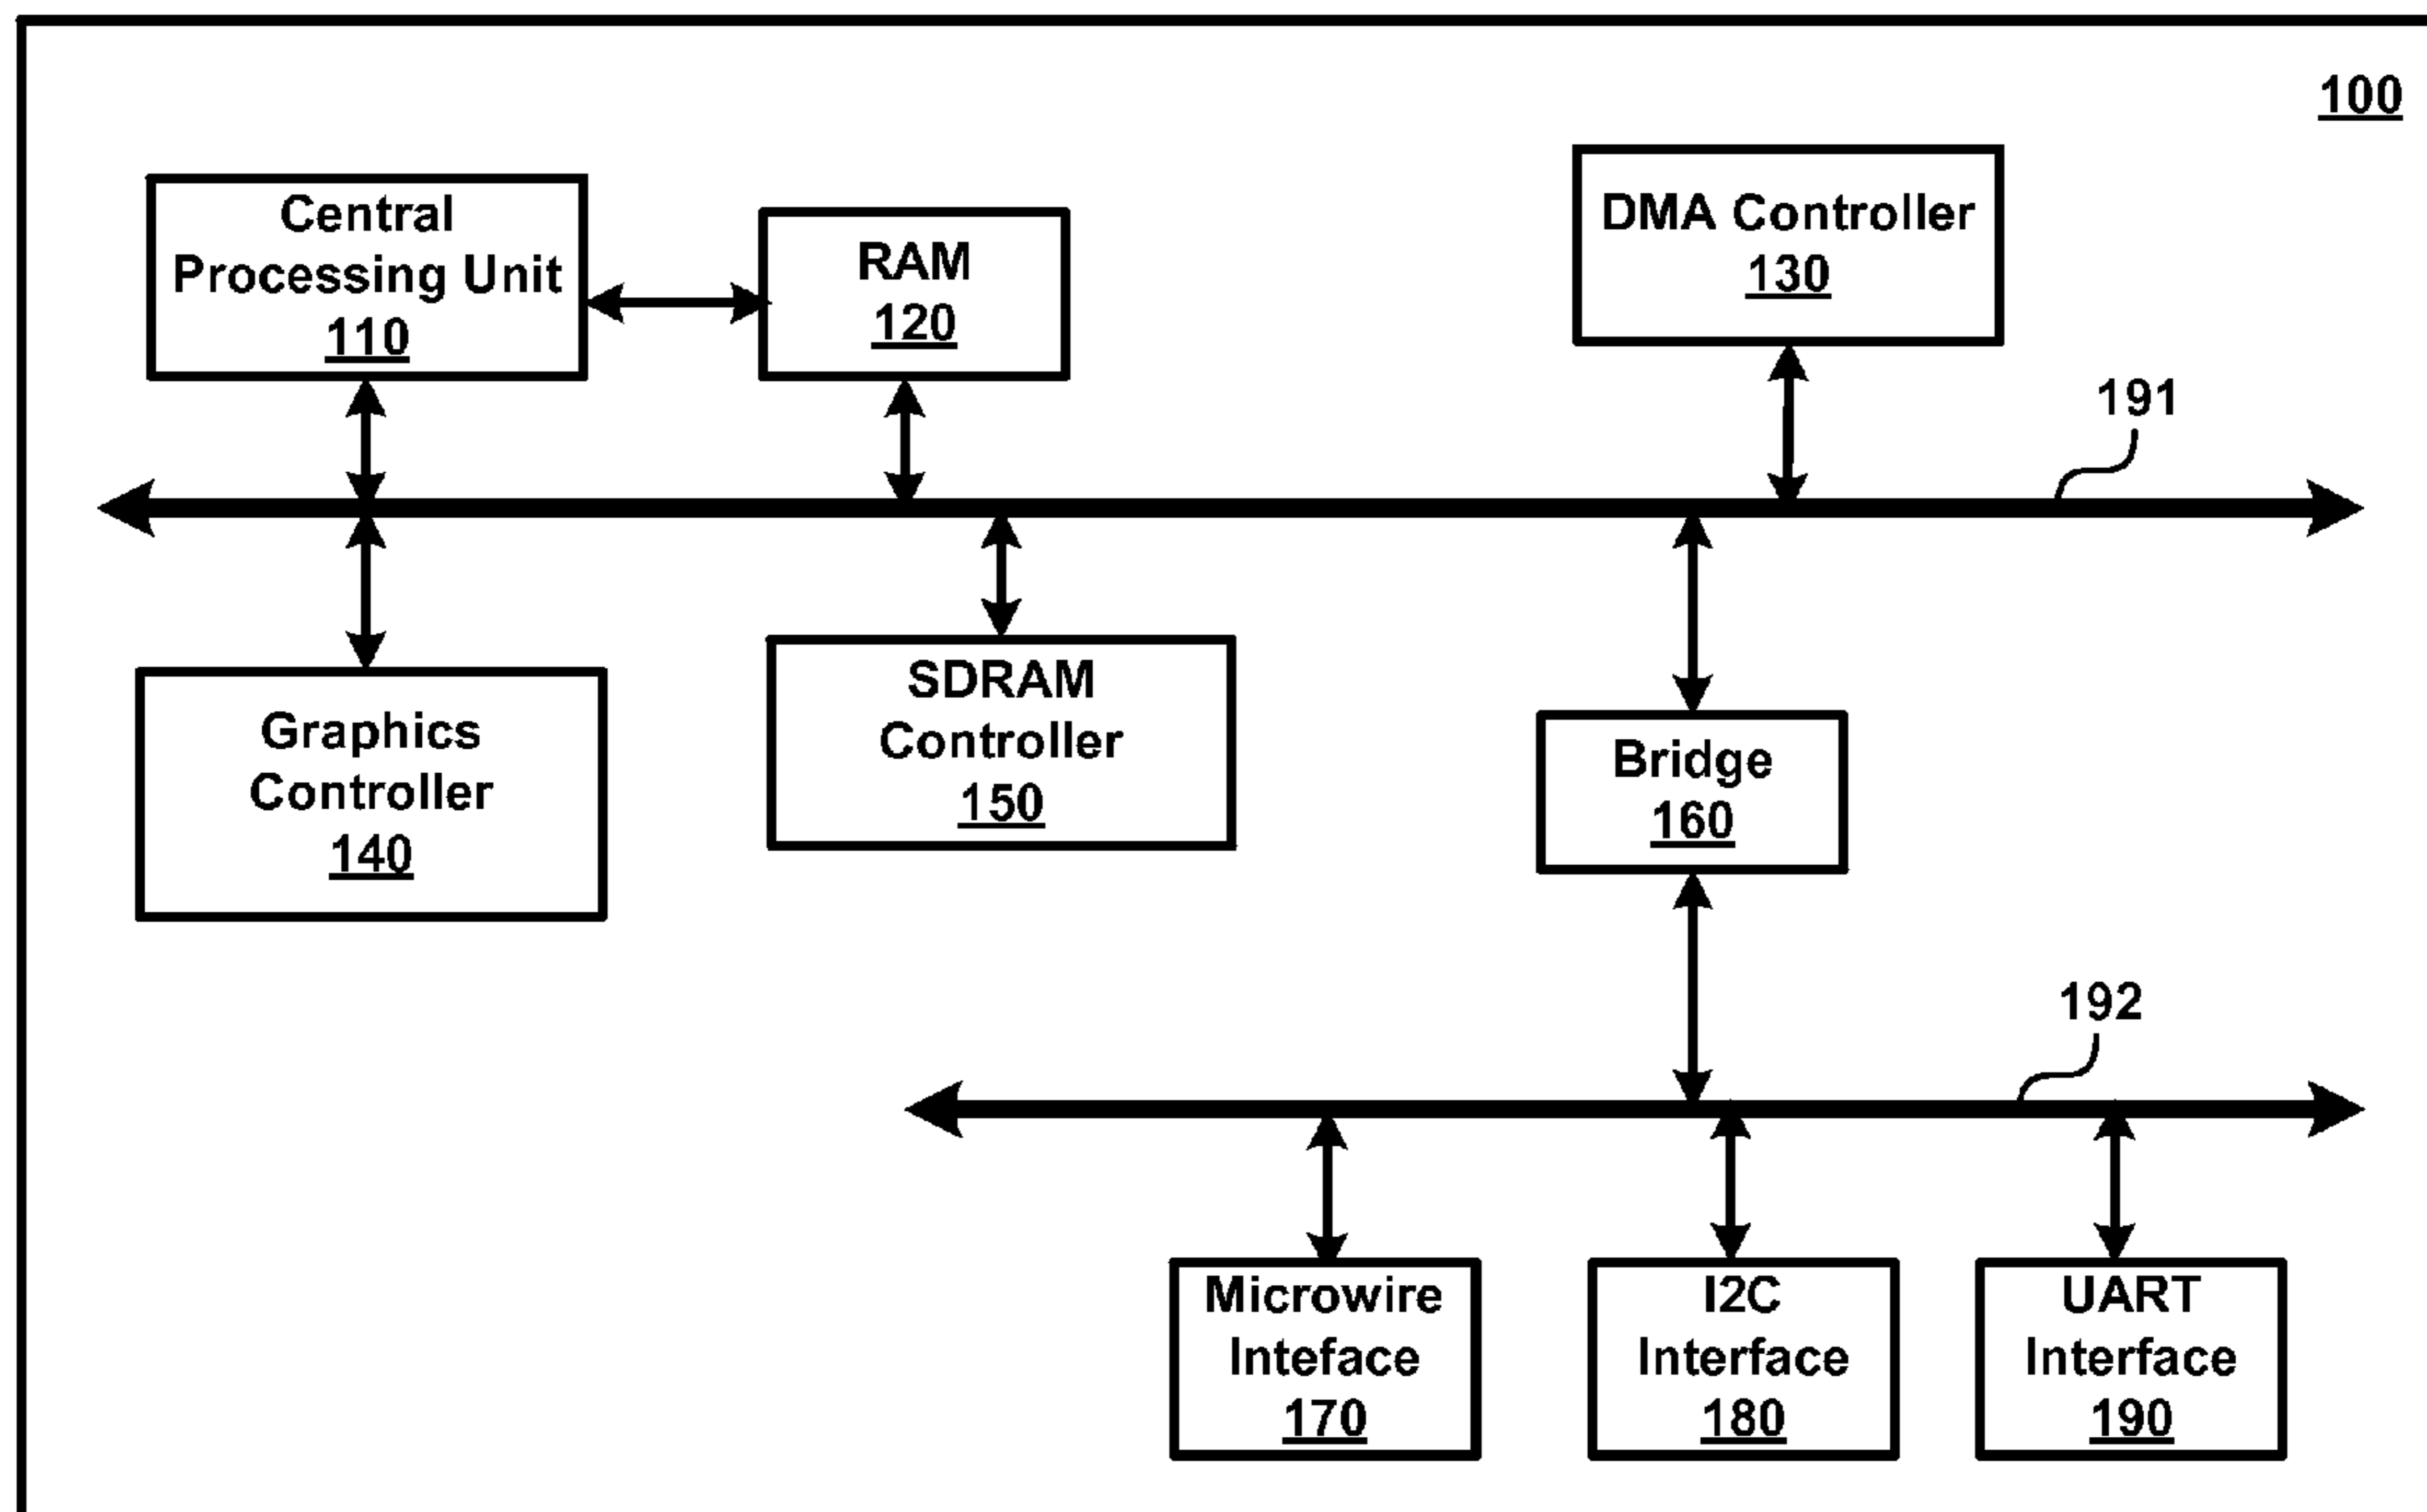 100
Central
Processing Unit
110
RAM
120
DMA Controller
130
191
Graphics
Controller
140
SDRAM
Controller
150
Bridge
160
192
Microwire
Inteface
170
I2C
Interface
180
UART
Interface
190